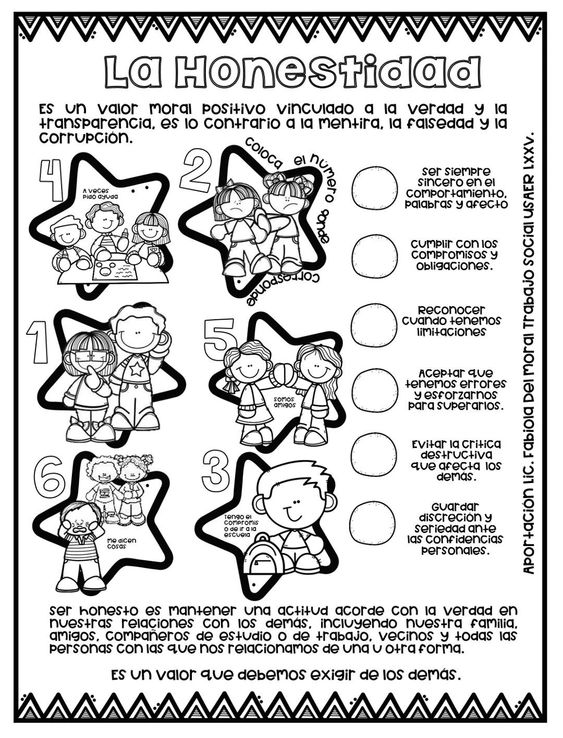 La Honestidad
Es un valor moral positivo vinculado a la verdad y la
transparencia, es lo contrario a la mentira, la falsedad y la
corrupción.
Coloca el número donde corresponde
4
A veces
pido ayuda
2
1
5
Somos
amigos
6
Me dicen
cosas
3
Tengo el
compromis
o de ir a la
escuela
Ser siempre
sincero en el
comportamiento,
palabras y afecto
Cumplir con los
compromisos y
obligaciones.
Reconocer
cuando tenemos
limitaciones
Aceptar que
tenemos errores
y esforzarnos
para superarlos.
Evitar la critica
destructiva
que afecta los
demás.
Guardar
discreción y
seriedad ante
las confidencias
personales.
Aportación Lic. Fabiola Del Moral Trabajo Social USAER LXXV.
Ser honesto es mantener una actitud acorde con la verdad en
nuestras relaciones con los demás, incluyendo nuestra familia,
amigos, compañeros de estudio o de trabajo, vecinos y todas las
personas con las que nos relacionamos de una u otra forma.
Es un valor que debemos exigir de los demás.